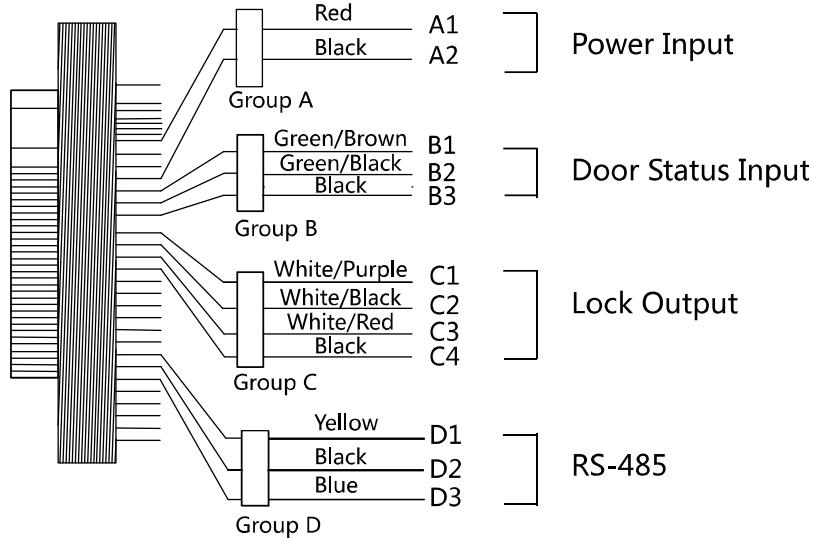 Red A1
Black A2
Power Input
Group A
Green/Brown B1
Green/Black B2
Black B3
Door Status Input
Group B
White/Purple C1
White/Black C2
White/Red C3
Black C4
Lock Output
Group C
Yellow D1
Black D2
Blue D3
RS-485
Group D